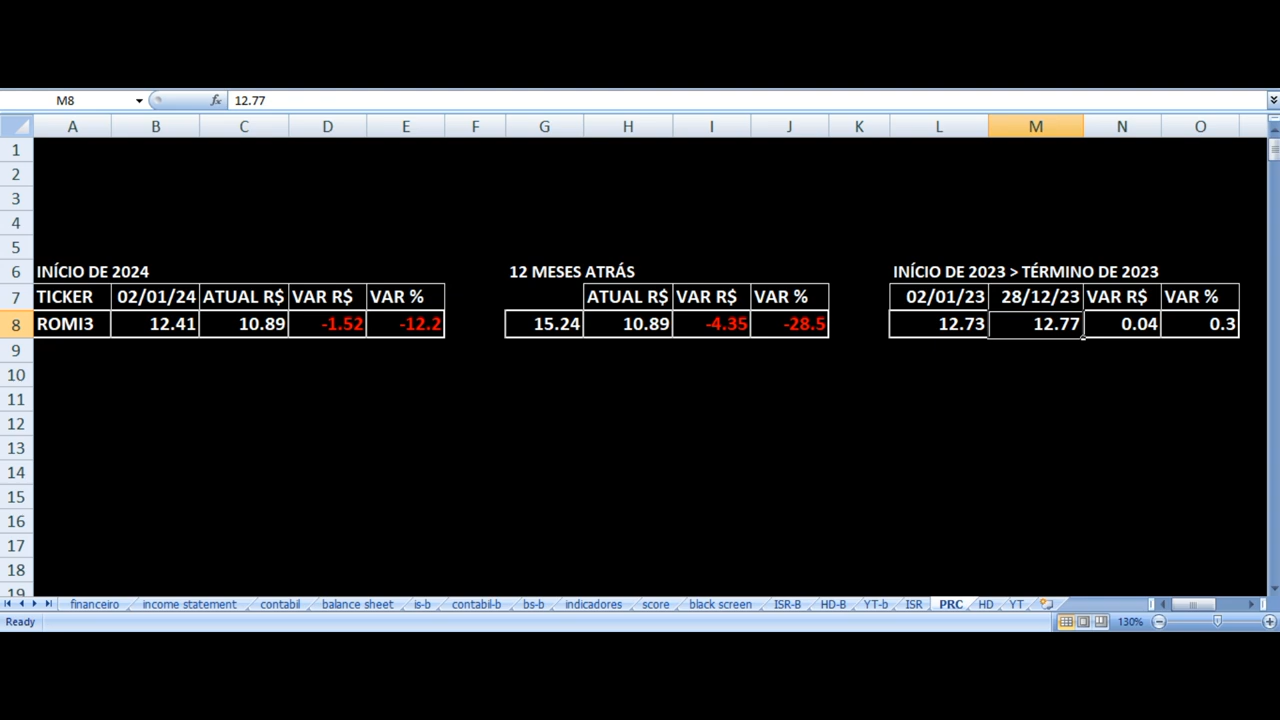 M8 fx 12.77
A B C D E F G H I J K L M N O
1
2
3
4
5
6 INÍCIO DE 2024 12 MESES ATRÁS INÍCIO DE 2023 > TÉRMINO DE 2023
7 TICKER 02/01/24 ATUAL R$ VAR R$ VAR % ATUAL R$ VAR R$ VAR % 02/01/23 28/12/23 VAR R$ VAR %
8 ROMI3 12.41 10.89 -1.52 -12.2 15.24 10.89 -4.35 -28.5 12.73 12.77 0.04 0.3
9
10
11
12
13
14
15
16
17
18
19
financeiro income statement contabil balance sheet is-b contabil-b bs-b indicadores score black screen ISR-B HD-B YT-b ISR PRC HD YT
Ready 130%